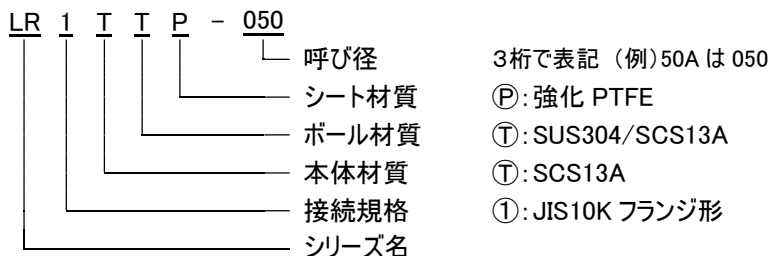 LR 1 T T P - 050
呼び径 3桁で表記 (例)50A は 050
シート材質 Ⓟ:強化 PTFE
ボール材質 Ⓣ:SUS304/SCS13A
本体材質 Ⓣ:SCS13A
接続規格 ①:JIS10K フランジ形
シリーズ名